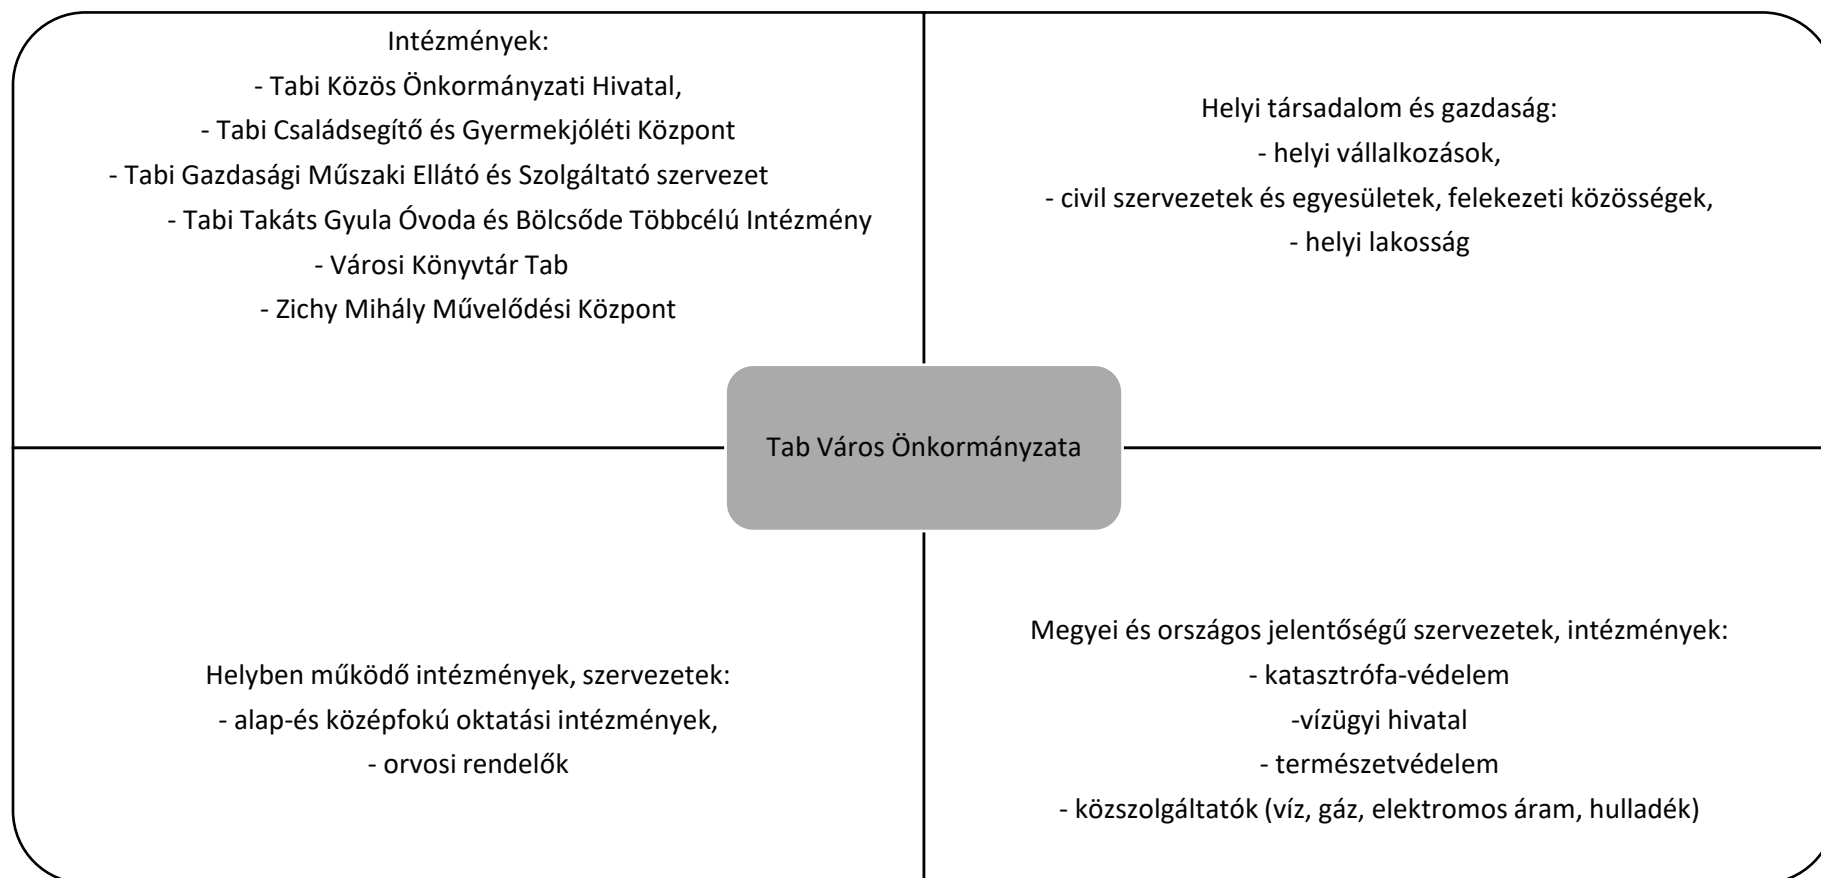 Intézmények:
- Tabi Közös Önkormányzati Hivatal,
- Tabi Családsegítő és Gyermekjóléti Központ
- Tabi Gazdasági Műszaki Ellátó és Szolgáltató szervezet
- Tabi Takáts Gyula Óvoda és Bölcsőde Többcélú Intézmény
- Városi Könyvtár Tab
- Zichy Mihály Művelődési Központ
Helyi társadalom és gazdaság:
- helyi vállalkozások,
- civil szervezetek és egyesületek, felekezeti közösségek,
- helyi lakosság
Tab Város Önkormányzata
Helyben működő intézmények, szervezetek:
- alap-és középfokú oktatási intézmények,
- orvosi rendelők
Megyei és országos jelentőségű szervezetek, intézmények:
- katasztrófa-védelem
-vízügyi hivatal
- természetvédelem
- közszolgáltatók (víz, gáz, elektromos áram, hulladék)